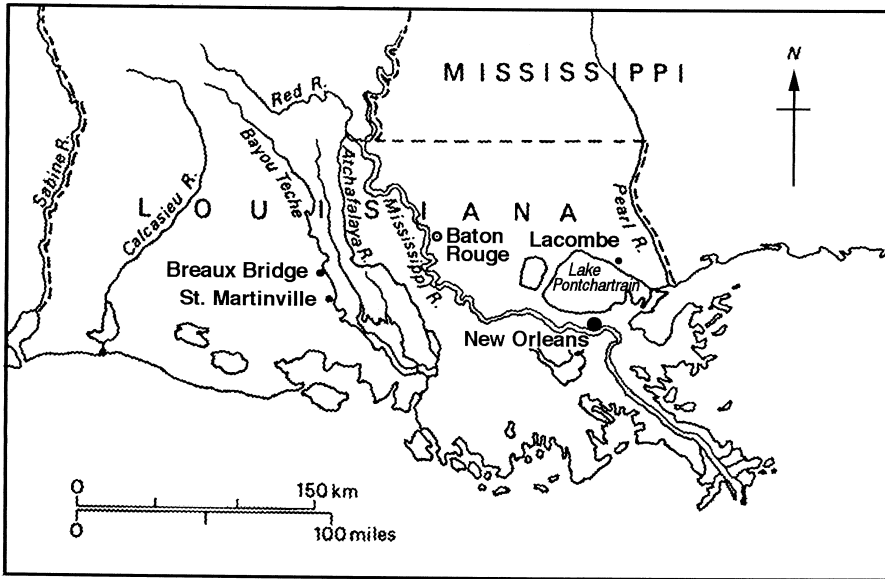 N
MISSISSIPPI
Red R.
Sabine R.
Bayou Teche
Atchafalaya R.
Calcasieu R.
LOUISIANA
Mississippi R.
Pearl R.
Baton
Rouge
Lacombe
Lake
Pontchartrain
Breaux Bridge
St. Martinville
New Orleans
0 150 km
0 100 miles